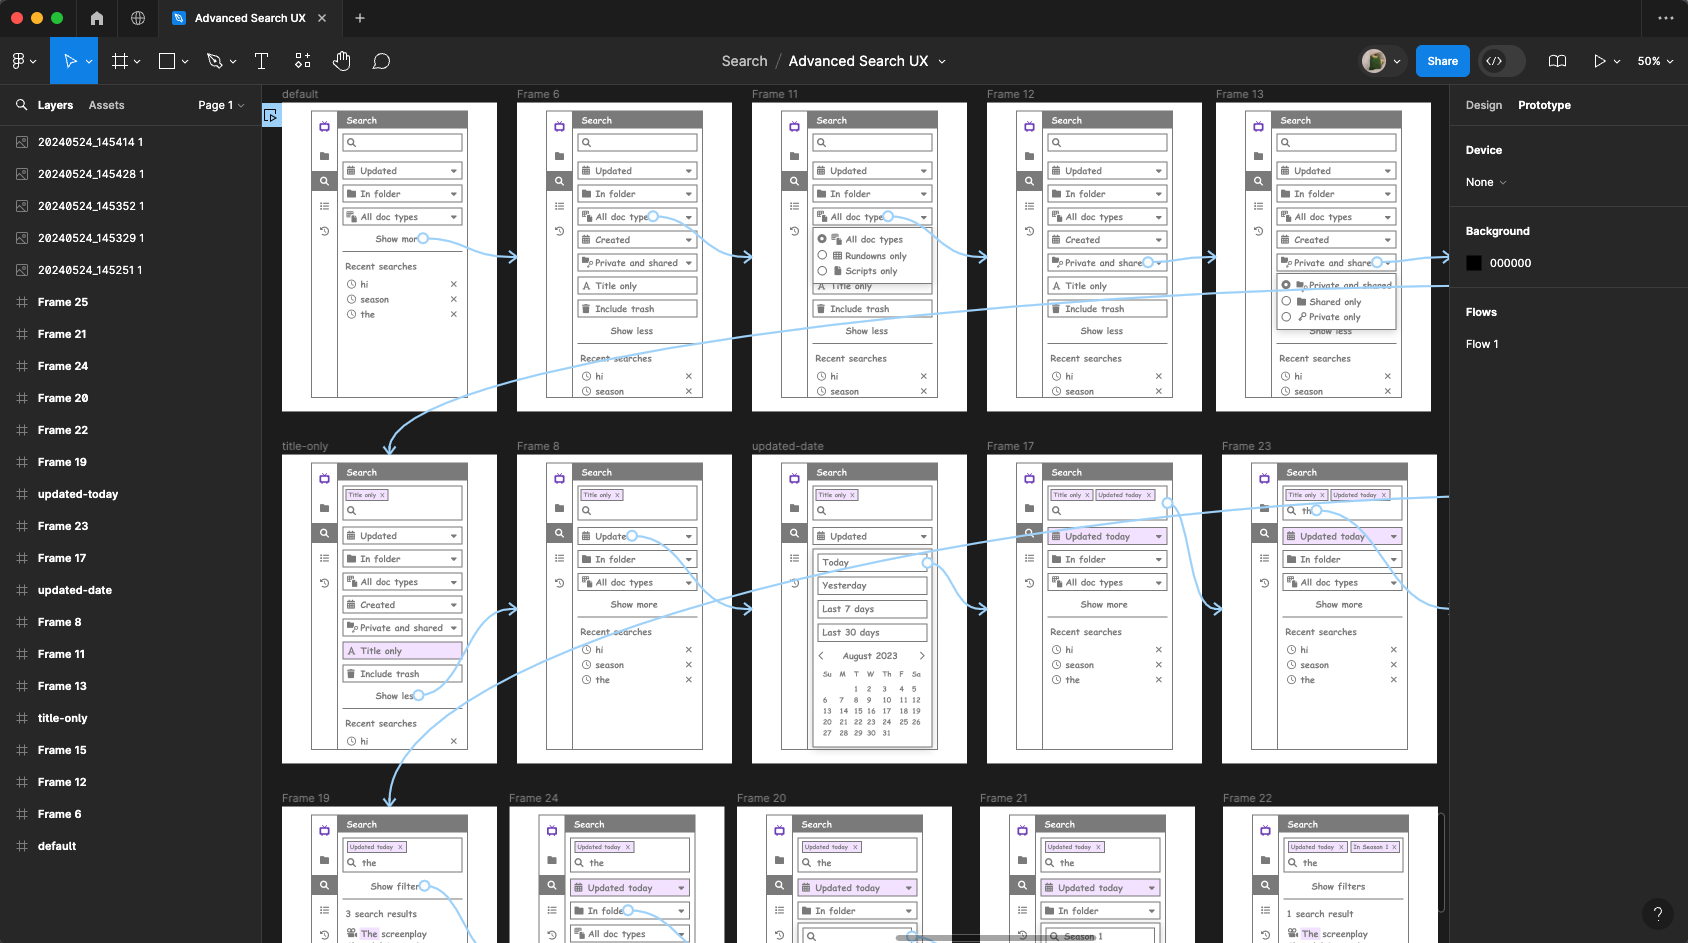 Advanced Search UX
Search / Advanced Search UX
Share
50%
Layers
Assets
Page 1
20240524_145414 1
20240524_145428 1
20240524_145352 1
20240524_145329 1
20240524_145251 1
Frame 25
Frame 21
Frame 24
Frame 20
Frame 22
Frame 19
updated-today
Frame 23
Frame 17
updated-date
Frame 8
Frame 11
Frame 13
title-only
Frame 15
Frame 12
Frame 6
default
default
Search
Updated
In folder
All doc types
Show mor
Recent searches
hi
season
the
Frame 6
Search
Updated
In folder
All doc type
Created
Private and shared
Title only
Include trash
Show less
Recent searches
hi
season
Frame 11
Search
Updated
In folder
All doc type
All doc types
Rundowns only
Scripts only
Title only
Include trash
Show less
Recent searches
hi
season
Frame 12
Search
Updated
In folder
All doc types
Created
Private and share
Title only
Include trash
Show less
Recent searches
hi
season
Frame 13
Search
Updated
In folder
All doc types
Created
Private and share
Private and shared
Shared only
Private only
Show less
Recent searches
hi
season
title-only
Search
Title only X
Updated
In folder
All doc types
Created
Private and shared
Title only
Include trash
Show les
Recent searches
hi
Frame 8
Search
Title only X
Update
In folder
All doc types
Show more
Recent searches
hi
season
the
updated-date
Search
Title only X
Updated
Today
Yesterday
Last 7 days
Last 30 days
August 2023
Su M T W Th F Sa
1 2 3 4 5
6 7 8 9 10 11 12
13 14 15 16 17 18 19
20 21 22 23 24 25 26
27 28 29 30 31
Frame 17
Search
Title only X Updated today X
Updated today
In folder
All doc types
Show more
Recent searches
hi
season
the
Frame 23
Search
Title only X Updated today X
th
Updated today
In folder
All doc types
Show more
Recent searches
hi
season
the
Frame 19
Search
Updated today X
the
Show filter
3 search results
The screenplay
Frame 24
Search
Updated today X
the
Updated today
In folde
All doc types
Frame 20
Search
Updated today X
the
Updated today
In folder
Frame 21
Search
Updated today X
the
Updated today
In folder
Season 1
Frame 22
Search
Updated today X In Season 1 X
the
Show filters
1 search result
The screenplay
Design
Prototype
Device
None
Background
000000
Flows
Flow 1
?